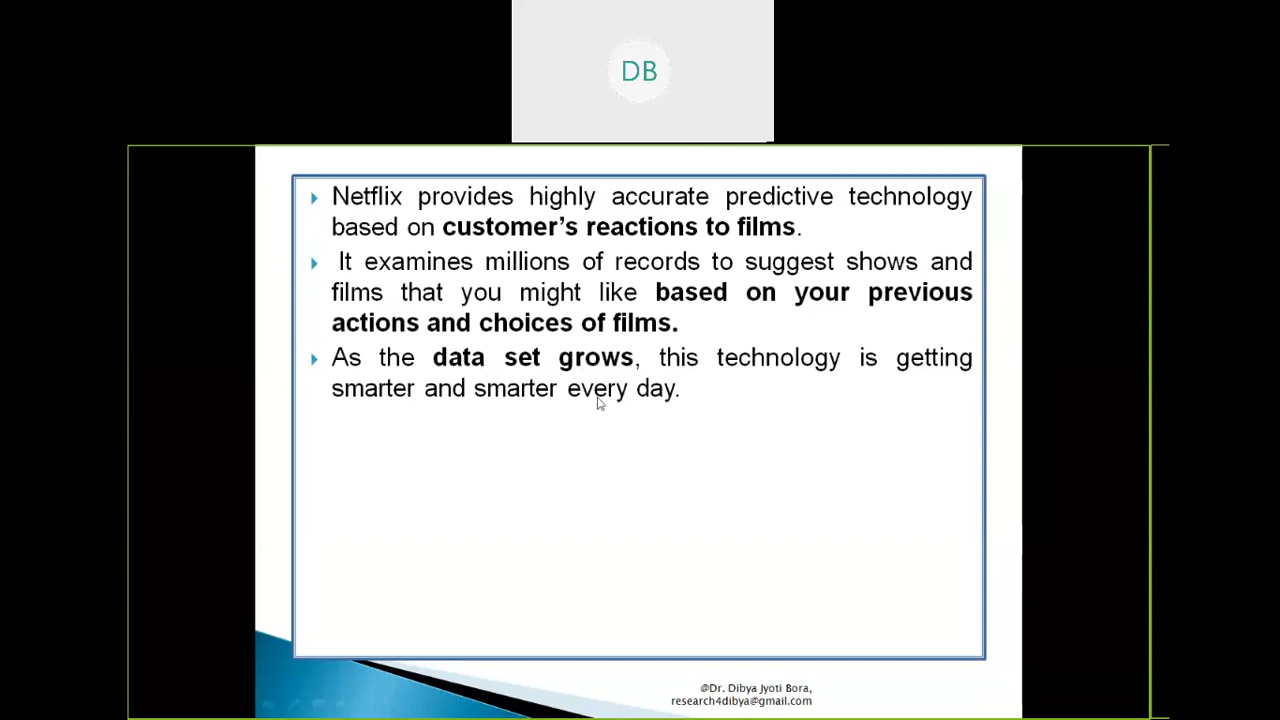 DB
Netflix provides highly accurate predictive technology
based on customer’s reactions to films.
It examines millions of records to suggest shows and
films that you might like based on your previous
actions and choices of films.
As the data set grows, this technology is getting
smarter and smarter every day.
@Dr. Dibya Jyoti Bora,
research4dibya@gmail.com